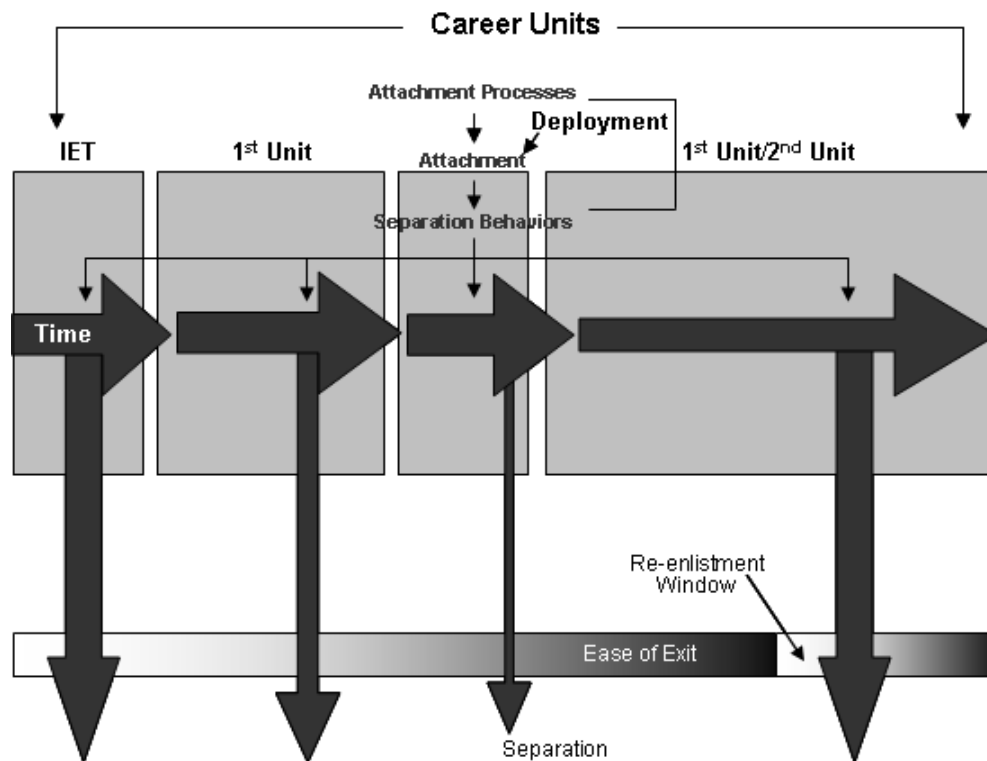 Career Units
Attachment Processes
Deployment
IET
1st Unit
Attachment
1st Unit/2nd Unit
Separation Behaviors
Time
Re-enlistment
Window
Ease of Exit
Separation